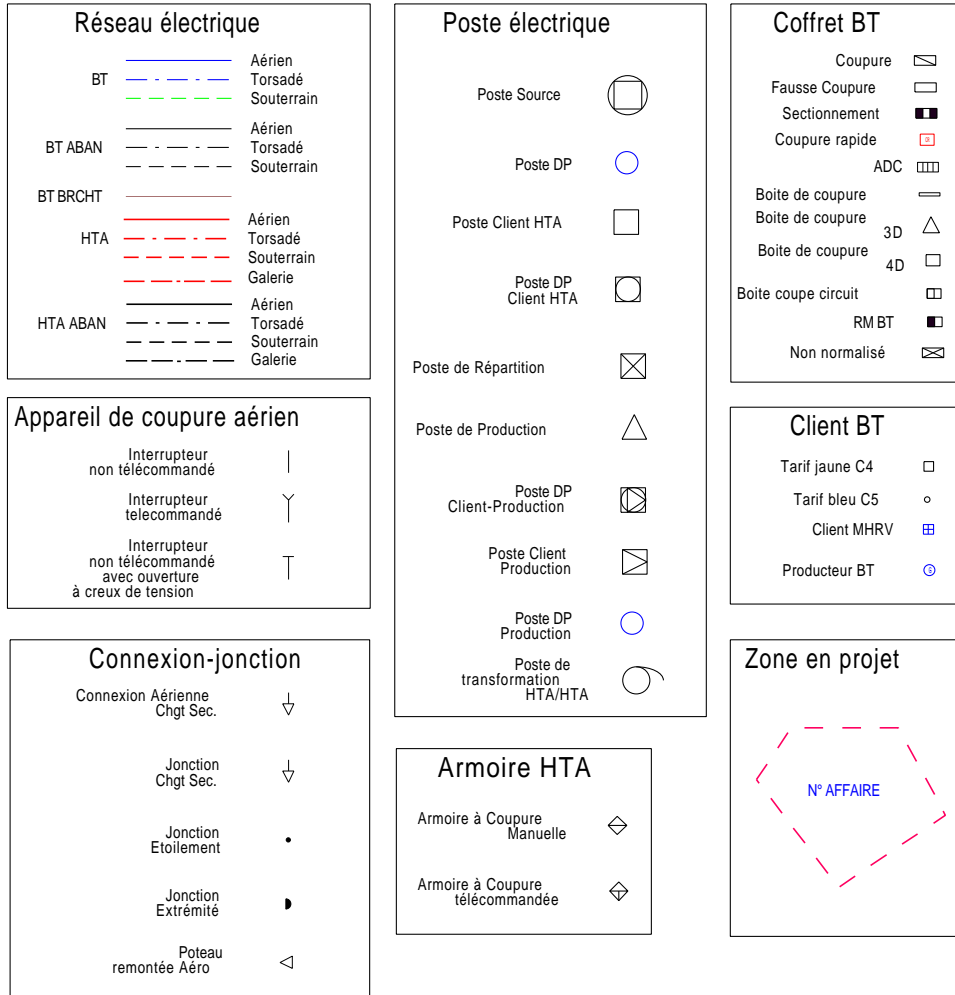 Réseau électrique
BT
Aérien
Torsadé
Souterrain
BT ABAN
Aérien
Torsadé
Souterrain
BT BRCHT
HTA
Aérien
Torsadé
Souterrain
Galerie
HTA ABAN
Aérien
Torsadé
Souterrain
Galerie
Appareil de coupure aérien
Interrupteur
non télécommandé
Interrupteur
telecommandé
Interrupteur
non télécommandé
avec ouverture
à creux de tension
Connexion-jonction
Connexion Aérienne
Chgt Sec.
Jonction
Chgt Sec.
Jonction
Etoilement
Jonction
Extrémité
Poteau
remontée Aéro
Poste électrique
Poste Source
Poste DP
Poste Client HTA
Poste DP
Client HTA
Poste de Répartition
Poste de Production
Poste DP
Client-Production
Poste Client
Production
Poste DP
Production
Poste de
transformation
HTA/HTA
Armoire HTA
Armoire à Coupure
Manuelle
Armoire à Coupure
télécommandée
Coffret BT
Coupure
Fausse Coupure
Sectionnement
Coupure rapide
ADC
Boite de coupure
Boite de coupure
3D
Boite de coupure
4D
Boite coupe circuit
RM BT
Non normalisé
Client BT
Tarif jaune C4
Tarif bleu C5
Client MHRV
Producteur BT
Zone en projet
N° AFFAIRE